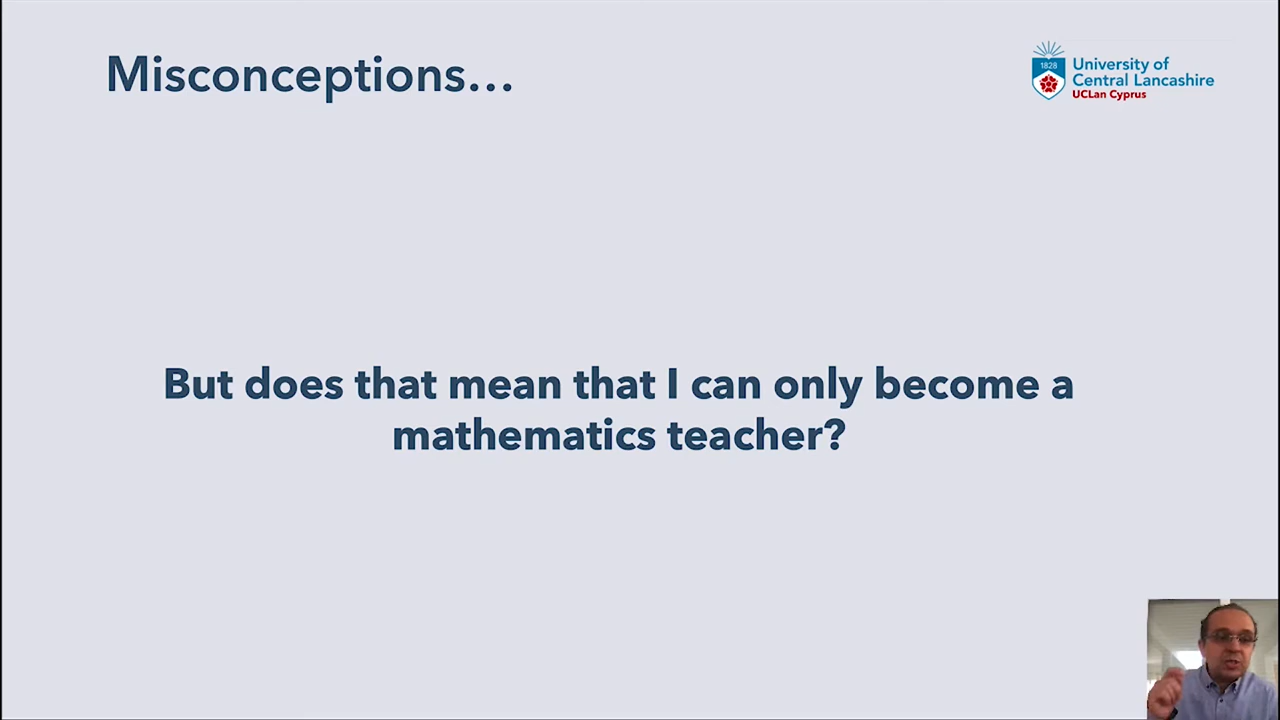 Misconceptions...
1828
University of
Central Lancashire
UCLan Cyprus
But does that mean that I can only become a
mathematics teacher?